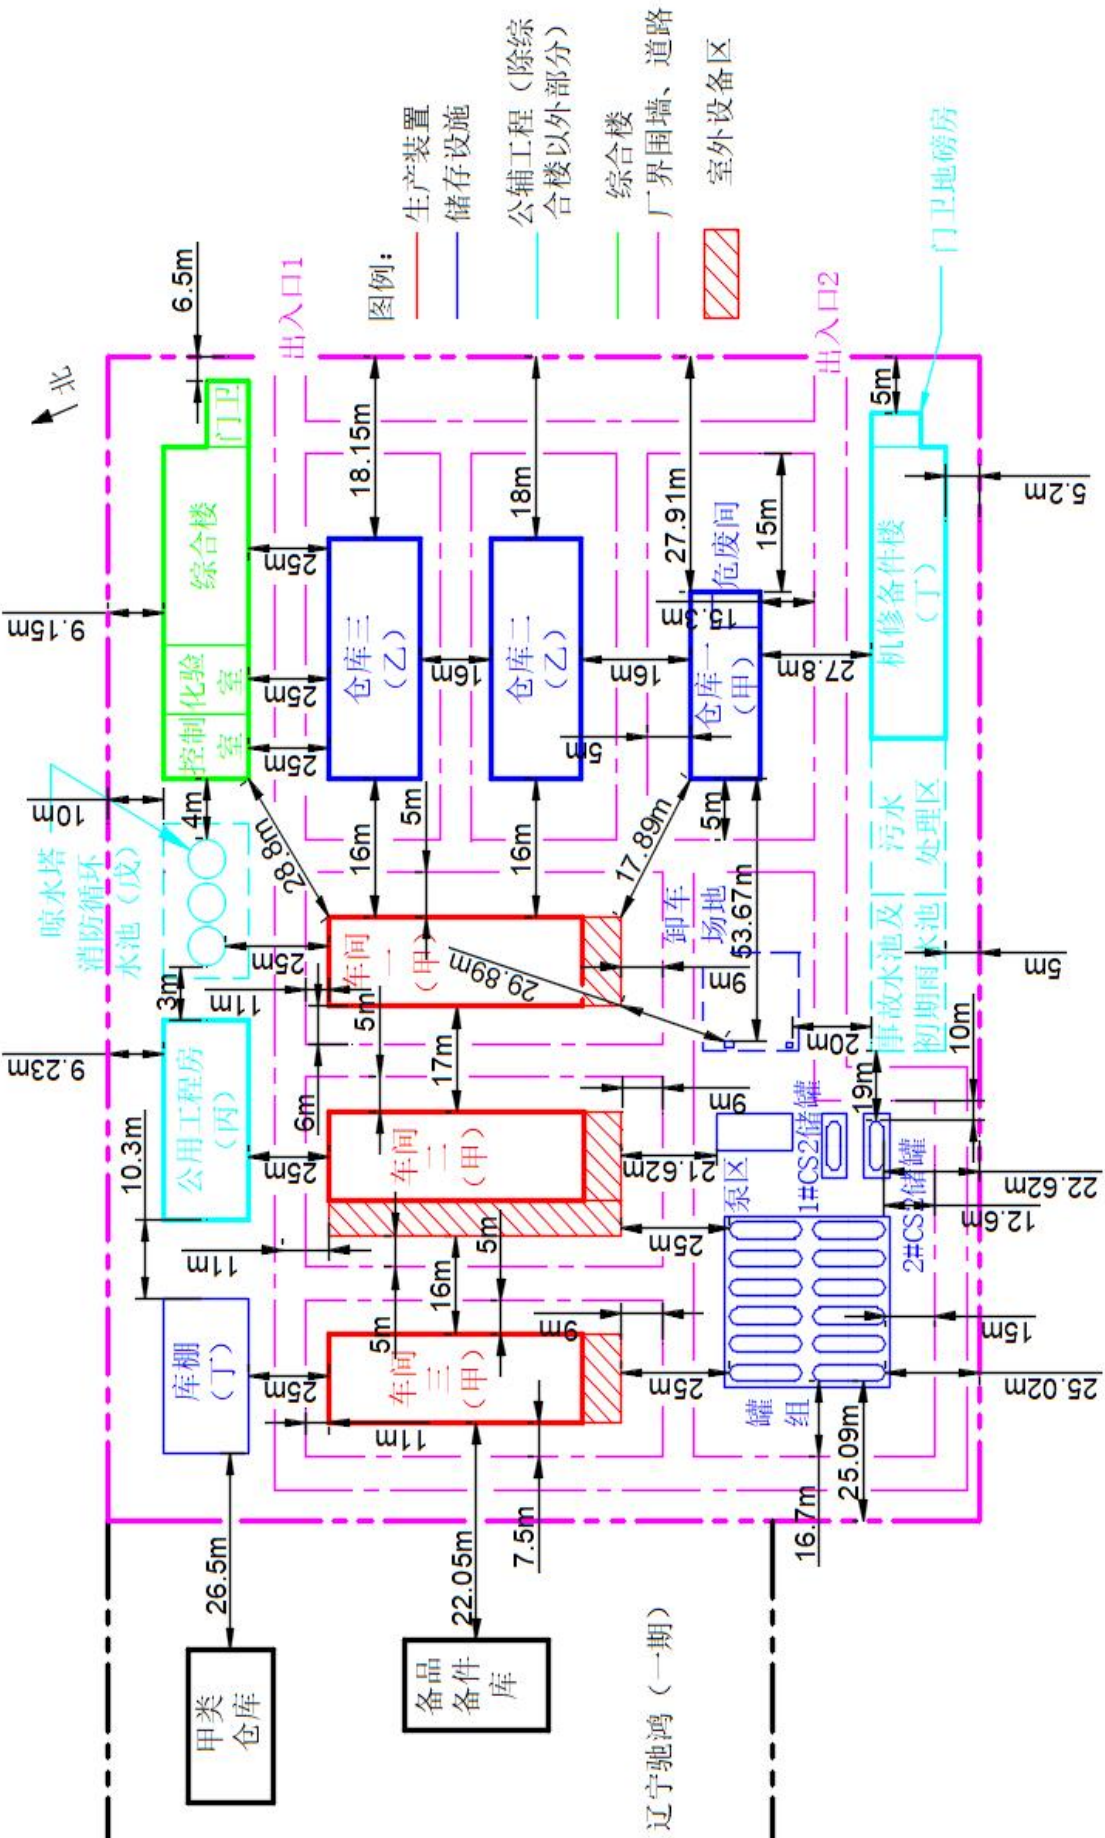 图例：
生产装置
储存设施
公辅工程（除综
合楼以外部分）
综合楼
厂界围墙、道路
室外设备区
北
6.5m
出入口1
出入口2
门卫地磅房
门卫
综合楼
化验
室
控制
室
9.15m
25m
25m
25m
18.15m
18m
27.91m
15m
5m
5.2m
仓库三
（乙）
仓库二
（乙）
仓库一
（甲）
危废间
15.3m
16m
16m
5m
27.8m
机修备件楼
（丁）
10m
4m
28.8m
16m
5m
16m
17.89m
5m
53.67m
晾水塔
消防循环
水池（戊）
3m
25m
11m
车间
一
（甲）
29.89m
卸车
场地
9m
污水
处理区
事故水池及
初期雨水池
5m
20m
9.23m
10.3m
公用工程房
（丙）
25m
6m
5m
17m
车间
二
（甲）
9m
21.62m
泵区
1#CS2储罐
2#CS2储罐
19m
10m
22.62m
12.6m
11m
5m
16m
5m
25m
库棚
（丁）
25m
车间
三
（甲）
9m
11m
25m
罐
组
15m
25.02m
26.5m
22.05m
7.5m
16.7m
25.09m
甲类
仓库
备品
备件
库
辽宁驰鸿（一期）